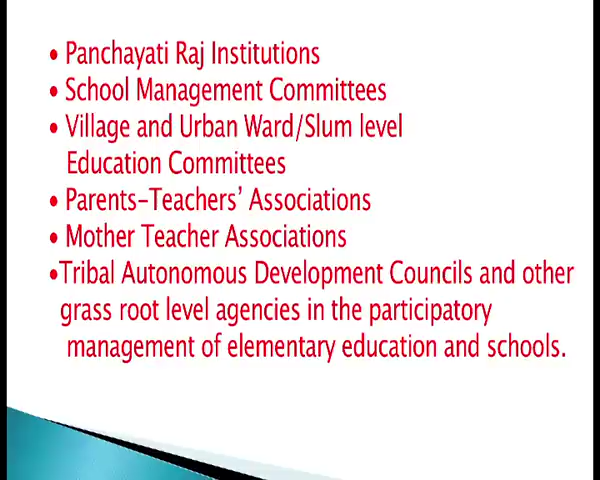 • Panchayati Raj Institutions
• School Management Committees
• Village and Urban Ward/Slum level
Education Committees
• Parents-Teachers’ Associations
• Mother Teacher Associations
•Tribal Autonomous Development Councils and other
grass root level agencies in the participatory
management of elementary education and schools.